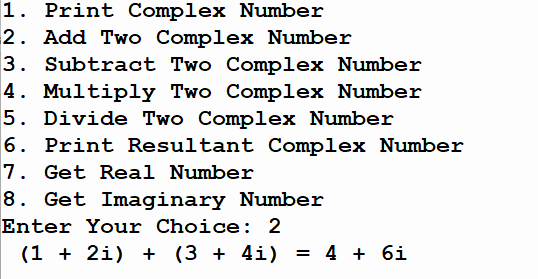 1. Print Complex Number
2. Add Two Complex Number
3. Subtract Two Complex Number
4. Multiply Two Complex Number
5. Divide Two Complex Number
6. Print Resultant Complex Number
7. Get Real Number
8. Get Imaginary Number
Enter Your Choice: 2
(1 + 2i) + (3 + 4i) = 4 + 6i